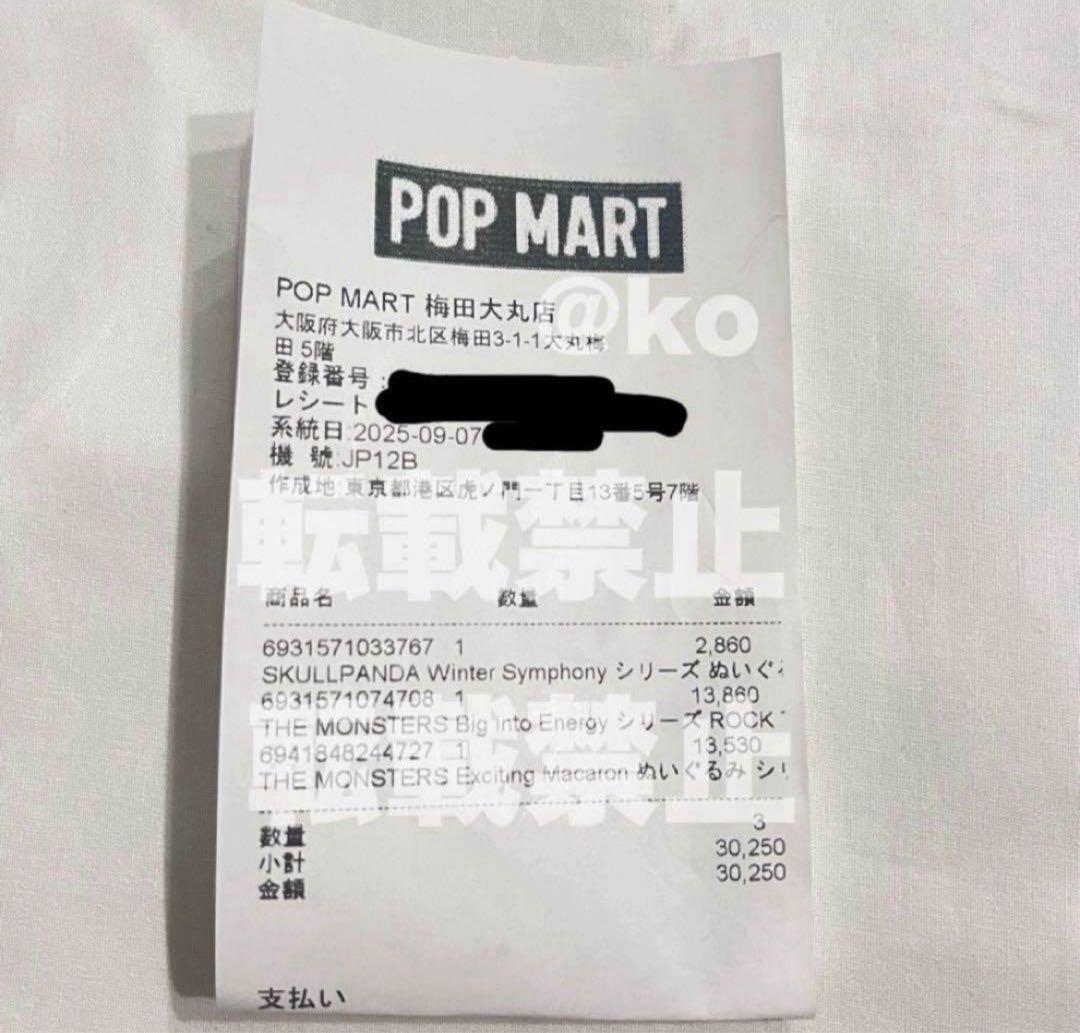 POP MART
POP MART 梅田大丸店
@ko
大阪府大阪市北区梅田3-1-1大丸梅
田 5階
登録番号:
レシート
系統日:2025-09-07
機 號:JP12B
作成地:東京都港区虎ノ門一丁目13番5号7階
転載禁止
商品名 数量 金額
6931571033767 1 2,860
SKULLPANDA Winter Symphony シリーズ ぬいぐ
6931571074708 1 13,860
THE MONSTERS Big into Energy シリーズ ROCK
転載禁止
6941848244727 1 13,530
THE MONSTERS Exciting Macaron ぬいぐるみ シリ
數量 3
小計 30,250
金額 30,250
支払い